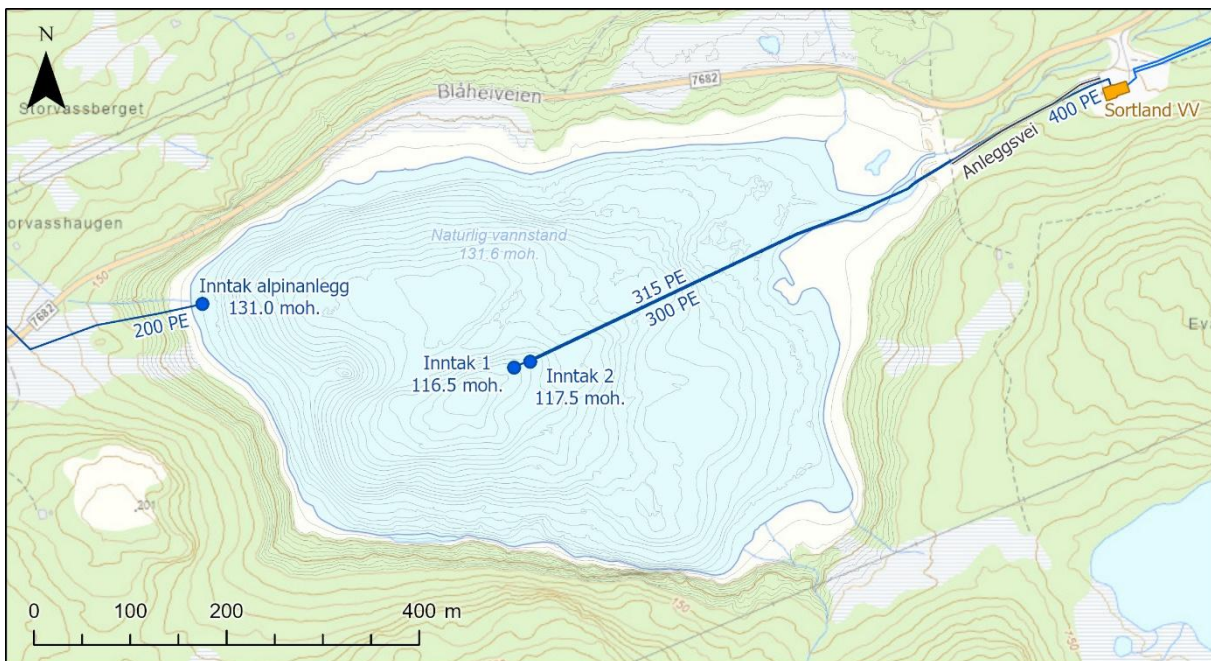 N
7682
Blåheiveien
Storvassberget
400 PE
Sortland VV
Anleggsvei
orvasshaugen
Naturlig vannstand
131.6 moh.
150
7682
Inntak alpinanlegg
131.0 moh.
200 PE
315 PE
300 PE
Ev
Inntak 1
116.5 moh.
Inntak 2
117.5 moh.
201
150
150
0 100 200 400 m